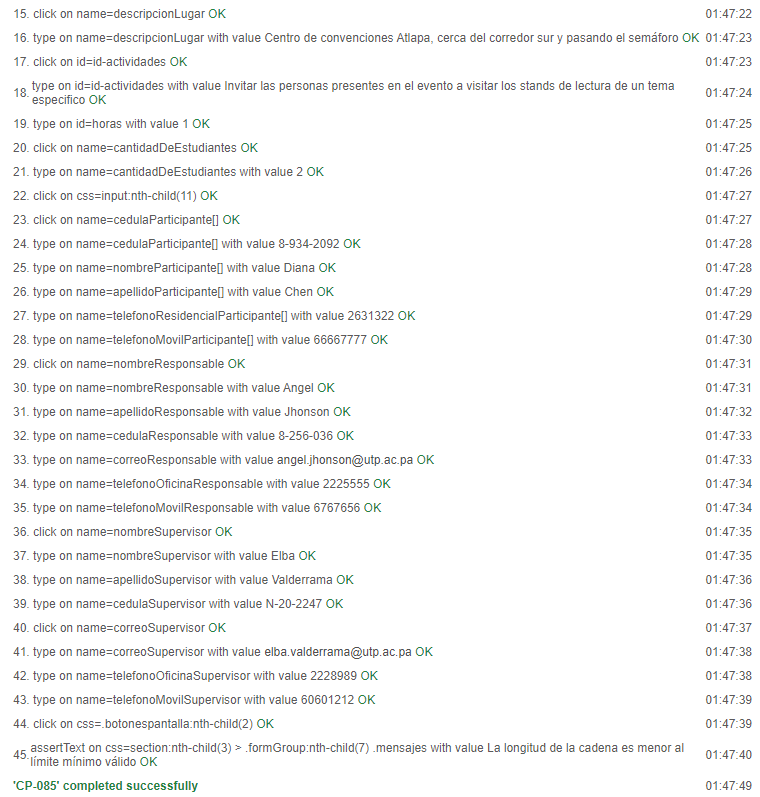 15. click on name=descripcionLugar OK 01:47:22
16. type on name=descripcionLugar with value Centro de convenciones Atlapa, cerca del corredor sur y pasando el semáforo OK 01:47:23
17. click on id=id-actividades OK 01:47:23
18. type on id=id-actividades with value Invitar las personas presentes en el evento a visitar los stands de lectura de un tema
especifico OK 01:47:24
19. type on id=horas with value 1 OK 01:47:25
20. click on name=cantidadDeEstudiantes OK 01:47:25
21. type on name=cantidadDeEstudiantes with value 2 OK 01:47:26
22. click on css=input:nth-child(11) OK 01:47:27
23. click on name=cedulaParticipante[] OK 01:47:27
24. type on name=cedulaParticipante[] with value 8-934-2092 OK 01:47:28
25. type on name=nombreParticipante[] with value Diana OK 01:47:28
26. type on name=apellidoParticipante[] with value Chen OK 01:47:29
27. type on name=telefonoResidencialParticipante[] with value 2631322 OK 01:47:29
28. type on name=telefonoMovilParticipante[] with value 66667777 OK 01:47:30
29. click on name=nombreResponsable OK 01:47:31
30. type on name=nombreResponsable with value Angel OK 01:47:31
31. type on name=apellidoResponsable with value Jhonson OK 01:47:32
32. type on name=cedulaResponsable with value 8-256-036 OK 01:47:33
33. type on name=correoResponsable with value angel.jhonson@utp.ac.pa OK 01:47:33
34. type on name=telefonoOficinaResponsable with value 2225555 OK 01:47:34
35. type on name=telefonoMovilResponsable with value 6767656 OK 01:47:34
36. click on name=nombreSupervisor OK 01:47:35
37. type on name=nombreSupervisor with value Elba OK 01:47:35
38. type on name=apellidoSupervisor with value Valderrama OK 01:47:36
39. type on name=cedulaSupervisor with value N-20-2247 OK 01:47:36
40. click on name=correoSupervisor OK 01:47:37
41. type on name=correoSupervisor with value elba.valderrama@utp.ac.pa OK 01:47:38
42. type on name=telefonoOficinaSupervisor with value 2228989 OK 01:47:38
43. type on name=telefonoMovilSupervisor with value 60601212 OK 01:47:39
44. click on css=.botonespantalla:nth-child(2) OK 01:47:39
45. assertText on css=section:nth-child(3) > .formGroup:nth-child(7) .mensajes with value La longitud de la cadena es menor al
límite mínimo válido OK 01:47:40
'CP-085' completed successfully 01:47:49